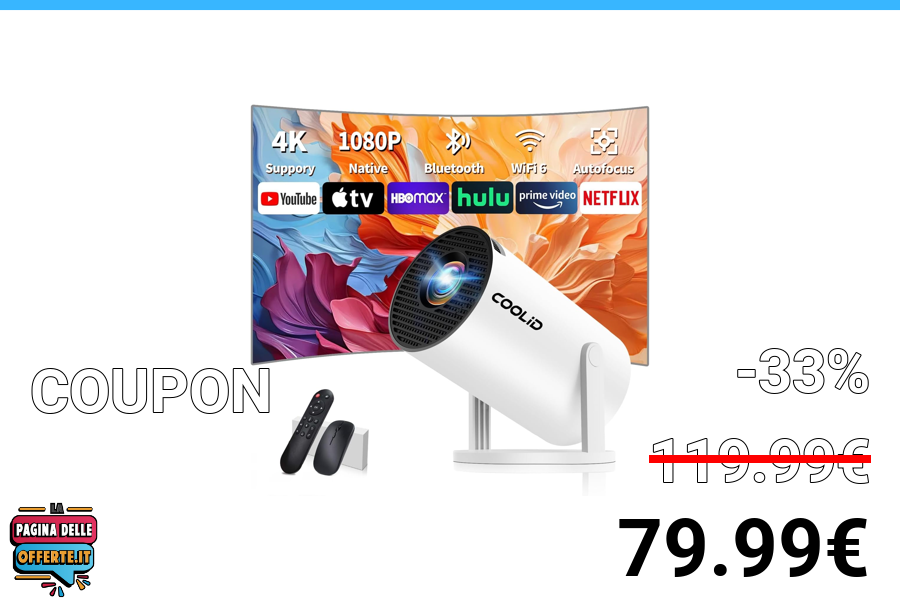 4K 1080P
Suppory Native Bluetooth WiFi 6 Autofocus
YouTube tv HBOMAX hulu prime video NETFLIX
COOLiD
-33%
COUPON
119.99€
79.99€
LA
PAGINA DELLE
OFFERTE.IT